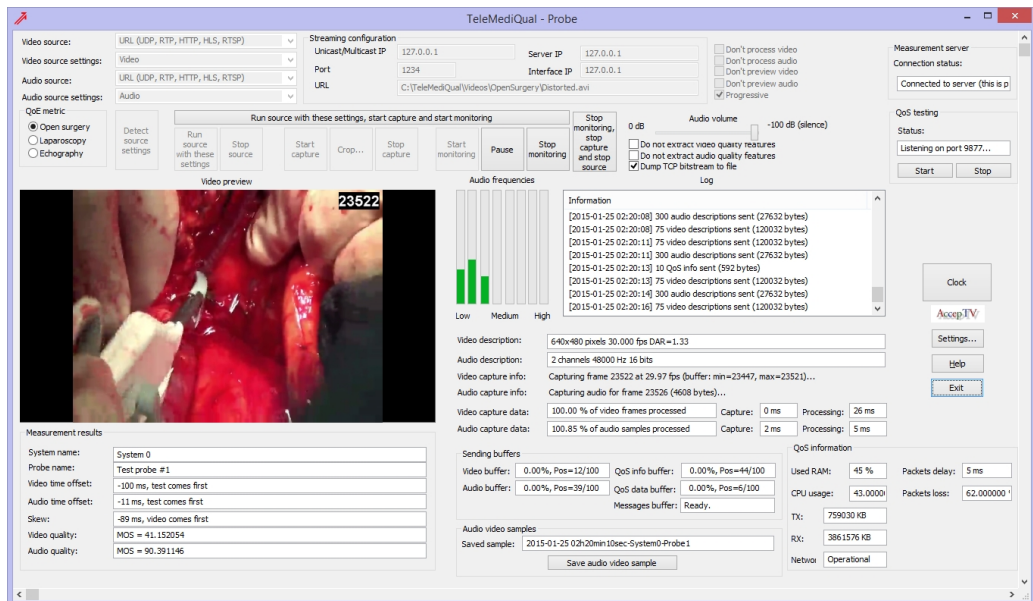 TeleMediQual - Probe
Video source:
URL (UDP, RTP, HTTP, HLS, RTSP)
Video source settings:
Video
Audio source:
URL (UDP, RTP, HTTP, HLS, RTSP)
Audio source settings:
Audio
Streaming configuration
Unicast/Multicast IP
127.0.0.1
Server IP
127.0.0.1
Port
1234
Interface IP
127.0.0.1
URL
C:\TeleMediQual\Videos\OpenSurgery\Distorted.avi
Don't process video
Don't process audio
Don't preview video
Don't preview audio
Progressive
Measurement server
Connection status:
Connected to server (this is p
QoE metric
Open surgery
Laparoscopy
Echography
Detect
source
settings
Run source with these settings, start capture and start monitoring
Run
source
with these
settings
Stop
source
Start
capture
Crop...
Stop
capture
Start
monitoring
Pause
Stop
monitoring
Stop
monitoring,
stop
capture
and stop
source
Audio volume
0 dB
-100 dB (silence)
Do not extract video quality features
Do not extract audio quality features
Dump TCP bitstream to file
QoS testing
Status:
Listening on port 9877...
Start
Stop
Video preview
23522
Audio frequencies
Low
Medium
High
Log
Information
[2015-01-25 02:20:08] 300 audio descriptions sent (27632 bytes)
[2015-01-25 02:20:08] 75 video descriptions sent (120032 bytes)
[2015-01-25 02:20:11] 75 video descriptions sent (120032 bytes)
[2015-01-25 02:20:11] 300 audio descriptions sent (27632 bytes)
[2015-01-25 02:20:13] 10 QoS info sent (592 bytes)
[2015-01-25 02:20:13] 75 video descriptions sent (120032 bytes)
[2015-01-25 02:20:14] 300 audio descriptions sent (27632 bytes)
[2015-01-25 02:20:16] 75 video descriptions sent (120032 bytes)
Clock
AccepTV
Settings...
Help
Exit
Video description:
640x480 pixels 30.000 fps DAR=1.33
Audio description:
2 channels 48000 Hz 16 bits
Video capture info:
Capturing frame 23522 at 29.97 fps (buffer: min=23447, max=23521)...
Audio capture info:
Capturing audio for frame 23526 (4608 bytes)...
Video capture data:
100.00 % of video frames processed
Capture:
0 ms
Processing:
26 ms
Audio capture data:
100.85 % of audio samples processed
Capture:
2 ms
Processing:
5 ms
Measurement results
System name:
System 0
Probe name:
Test probe #1
Video time offset:
-100 ms, test comes first
Audio time offset:
-11 ms, test comes first
Skew:
-89 ms, video comes first
Video quality:
MOS = 41.152054
Audio quality:
MOS = 90.391146
Sending buffers
Video buffer:
0.00%, Pos=12/100
QoS info buffer:
0.00%, Pos=44/100
Audio buffer:
0.00%, Pos=39/100
QoS data buffer:
0.00%, Pos=6/100
Messages buffer:
Ready.
Audio video samples
Saved sample:
2015-01-25 02h20min10sec-System0-Probe1
Save audio video sample
QoS information
Used RAM:
45 %
Packets delay:
5 ms
CPU usage:
43.0000
Packets loss:
62.000000
TX:
759030 KB
RX:
3861576 KB
Networ
Operational